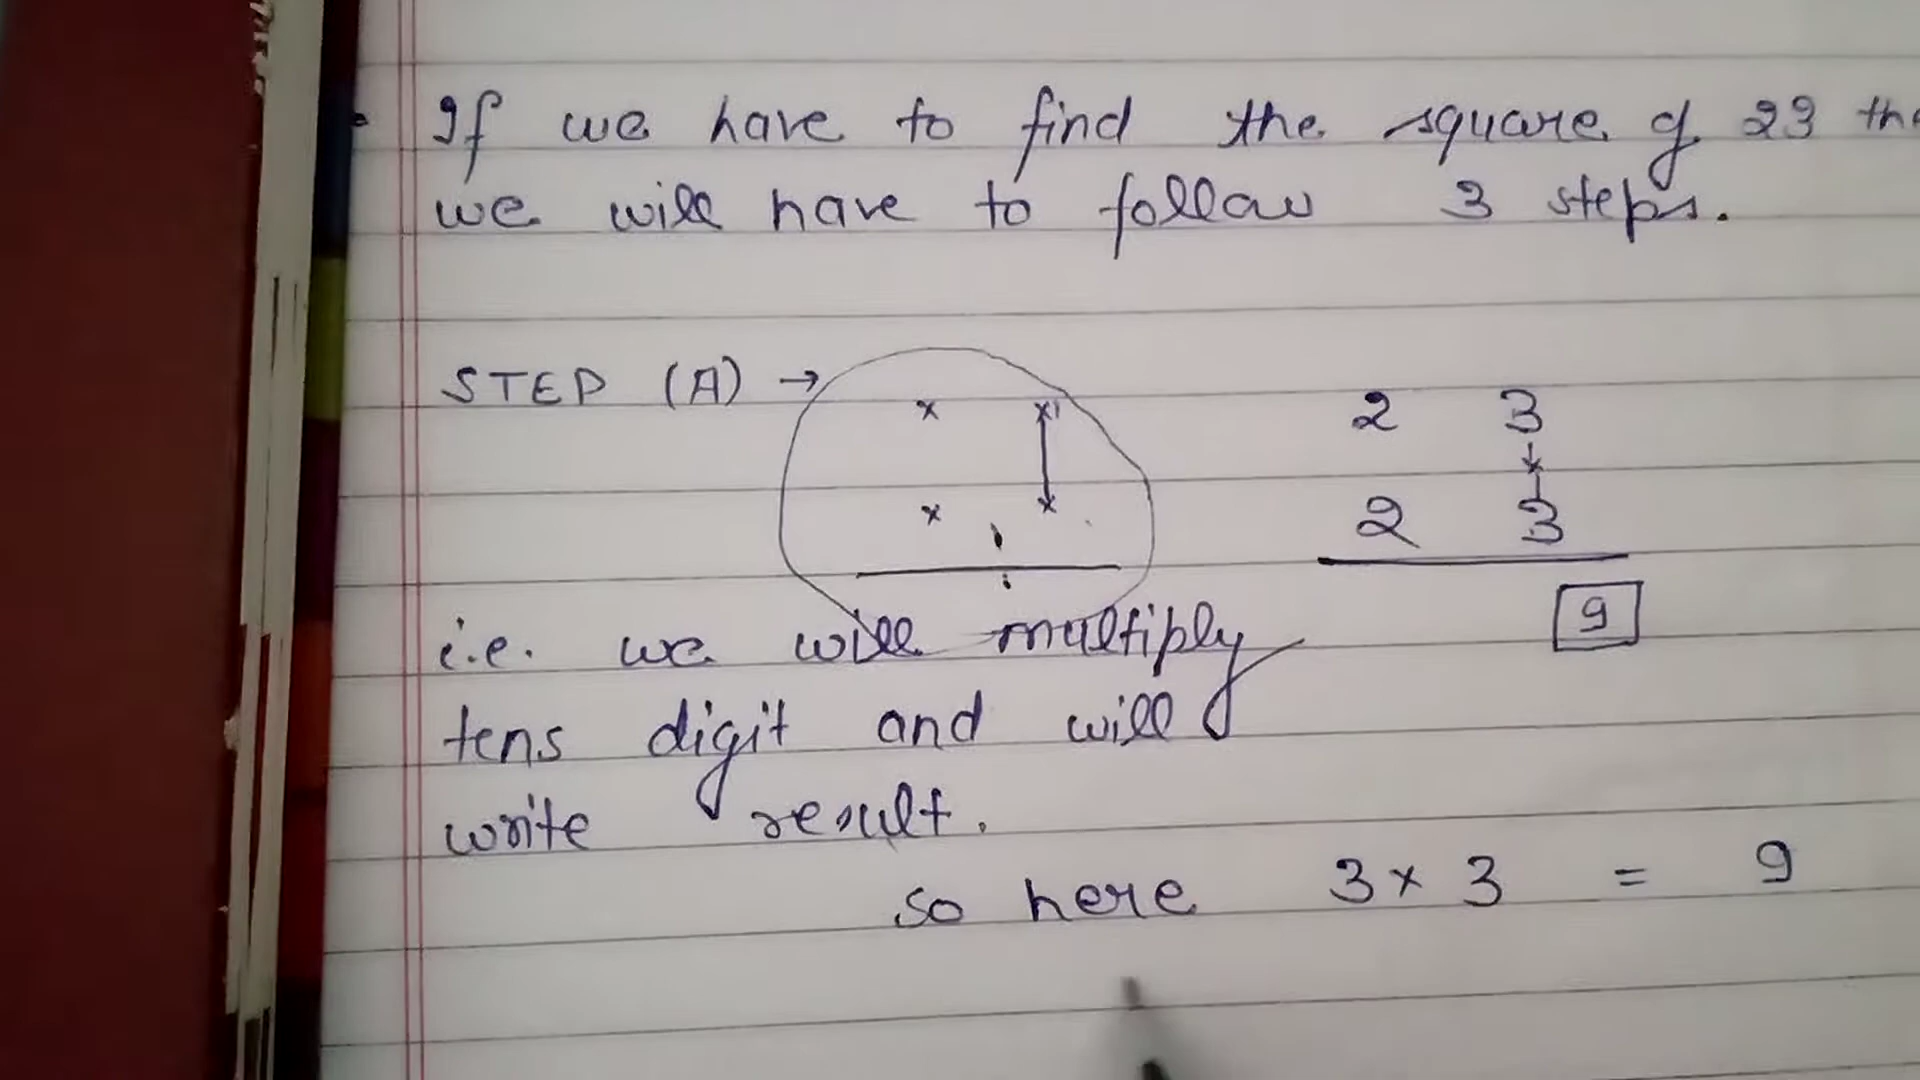 If we have to find the square of 23
we will have to follow 3 steps.
STEP (A) →
x x
x x
2 3
x
2 3
9
i.e. we will multiply
tens digit and will
write result.
so here 3 x 3 = 9